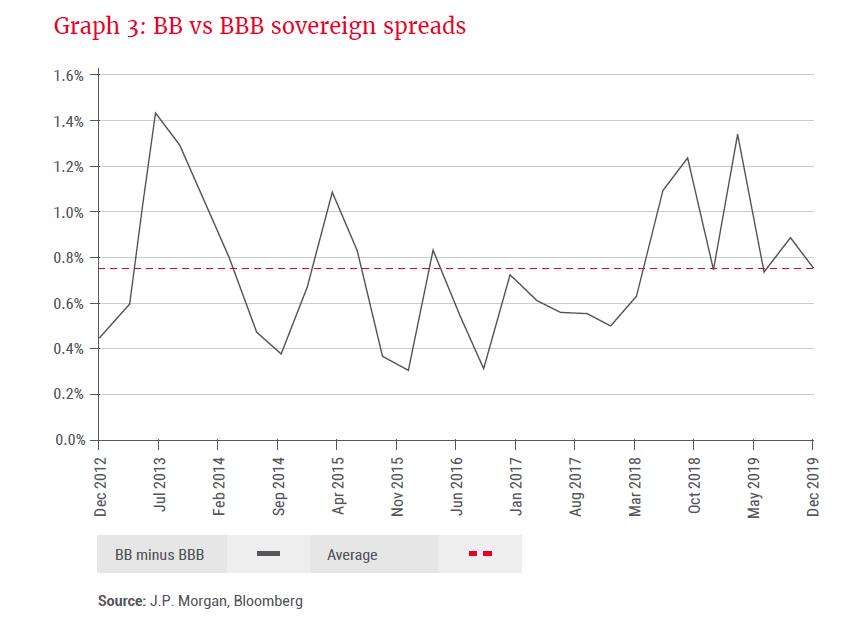 Graph 3: BB vs BBB sovereign spreads
1.6%
1.4%
1.2%
1.0%
0.8%
0.6%
0.4%
0.2%
0.0%
Dec 2012
Jul 2013
Feb 2014
Sep 2014
Apr 2015
Nov 2015
Jun 2016
Jan 2017
Aug 2017
Mar 2018
Oct 2018
May 2019
Dec 2019
BB minus BBB Average
Source: J.P. Morgan, Bloomberg